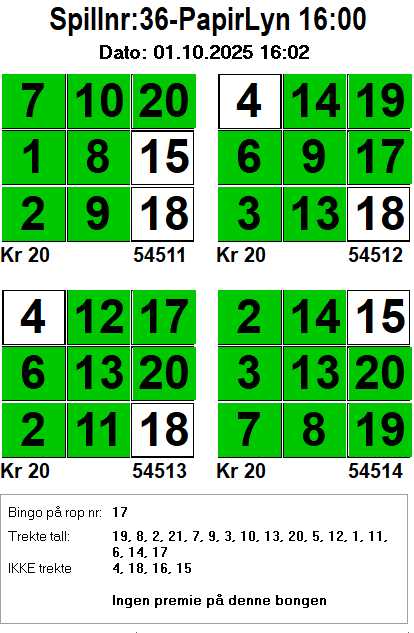 Spillnr:36-PapirLyn 16:00
Dato: 01.10.2025 16:02
7 10 20
1 8 15
2 9 18
Kr 20 54511
4 14 19
6 9 17
3 13 18
Kr 20 54512
4 12 17
6 13 20
2 11 18
Kr 20 54513
2 14 15
3 13 20
7 8 19
Kr 20 54514
Bingo på rop nr: 17
Trekte tall: 19, 8, 2, 21, 7, 9, 3, 10, 13, 20, 5, 12, 1, 11,
6, 14, 17
IKKE trekte 4, 18, 16, 15
Ingen premie på denne bongen